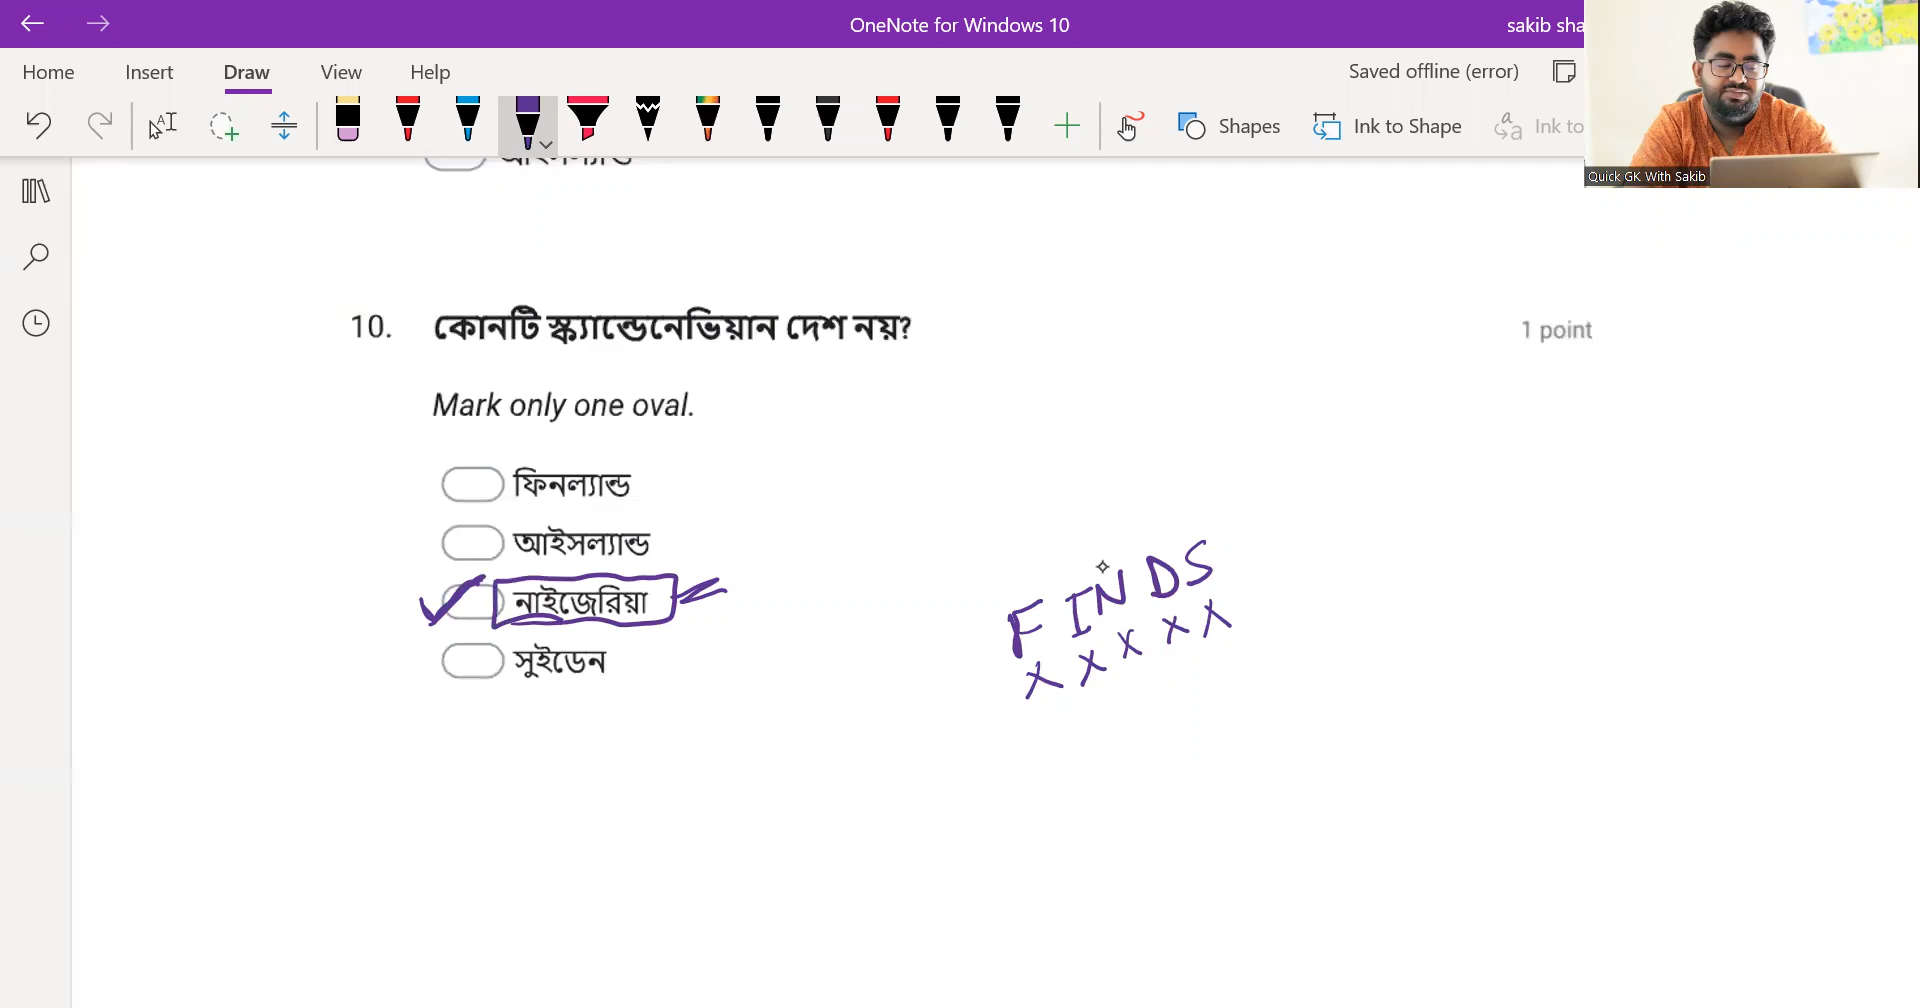 OneNote for Windows 10
sakib sha
Home Insert Draw View Help
Saved offline (error)
Shapes Ink to Shape Ink to
Quick GK With Sakib
আইসল্যান্ড
10. কোনটি স্ক্যান্ডেনেভিয়ান দেশ নয়? 1 point
Mark only one oval.
ফিনল্যান্ড
আইসল্যান্ড
নাইজেরিয়া
সুইডেন
FINDS
x x x x x